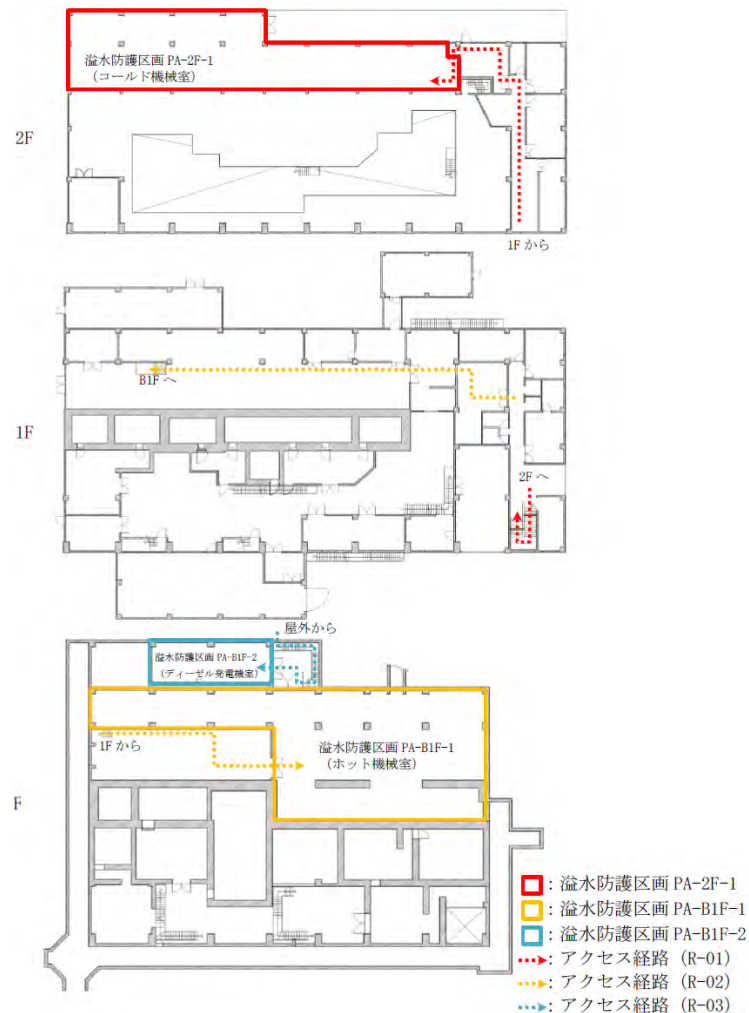 溢水防護区画 PA-2F-1
（コールド機械室）
2F
1F から
B1F へ
1F
2F へ
屋外から
溢水防護区画 PA-B1F-2
（ディーゼル発電機室）
1F から
溢水防護区画 PA-B1F-1
（ホット機械室）
F
: 溢水防護区画 PA-2F-1
: 溢水防護区画 PA-B1F-1
: 溢水防護区画 PA-B1F-2
: アクセス経路 (R-01)
: アクセス経路 (R-02)
: アクセス経路 (R-03)